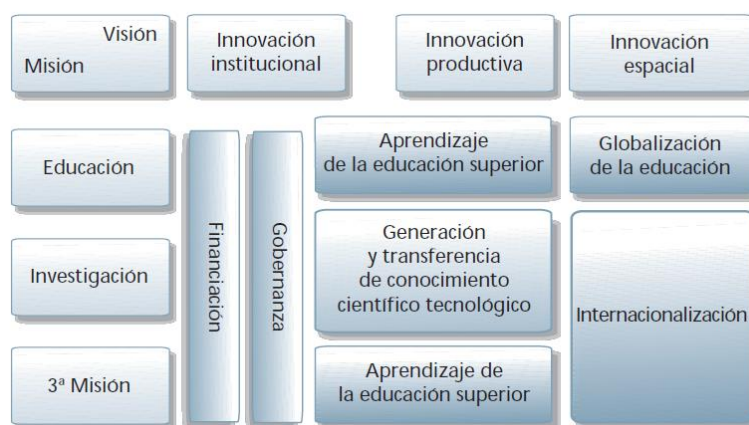 Visión
Misión
Innovación
institucional
Innovación
productiva
Innovación
espacial
Educación
Financiación
Gobernanza
Aprendizaje
de la educación superior
Globalización
de la educación
Investigación
Generación
y transferencia
de conocimiento
científico tecnológico
Internacionalización
3ª Misión
Aprendizaje de
la educación superior